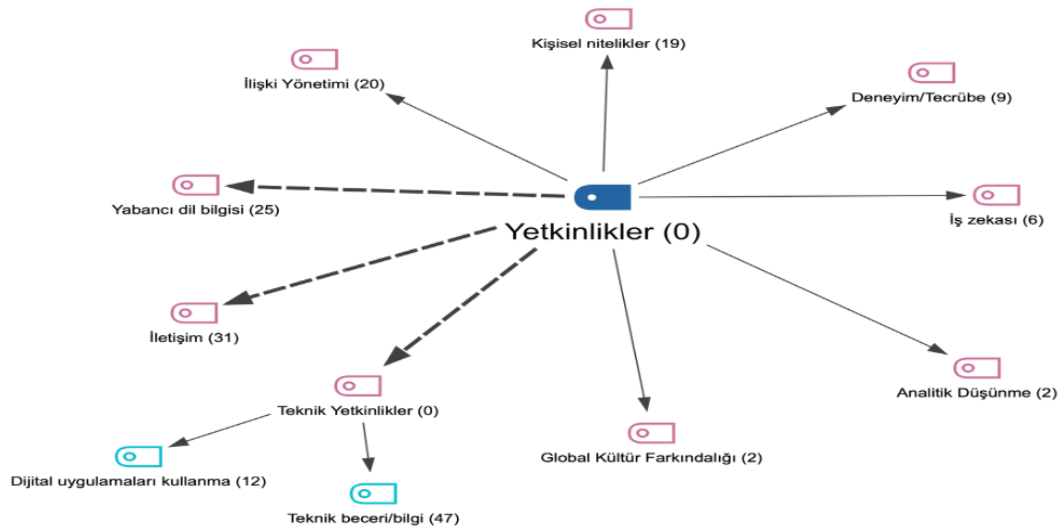 Kişisel nitelikler (19)
İlişki Yönetimi (20)
Deneyim/Tecrübe (9)
Yabancı dil bilgisi (25)
İş zekası (6)
Yetkinlikler (0)
İletişim (31)
Analitik Düşünme (2)
Teknik Yetkinlikler (0)
Global Kültür Farkındalığı (2)
Dijital uygulamaları kullanma (12)
Teknik beceri/bilgi (47)